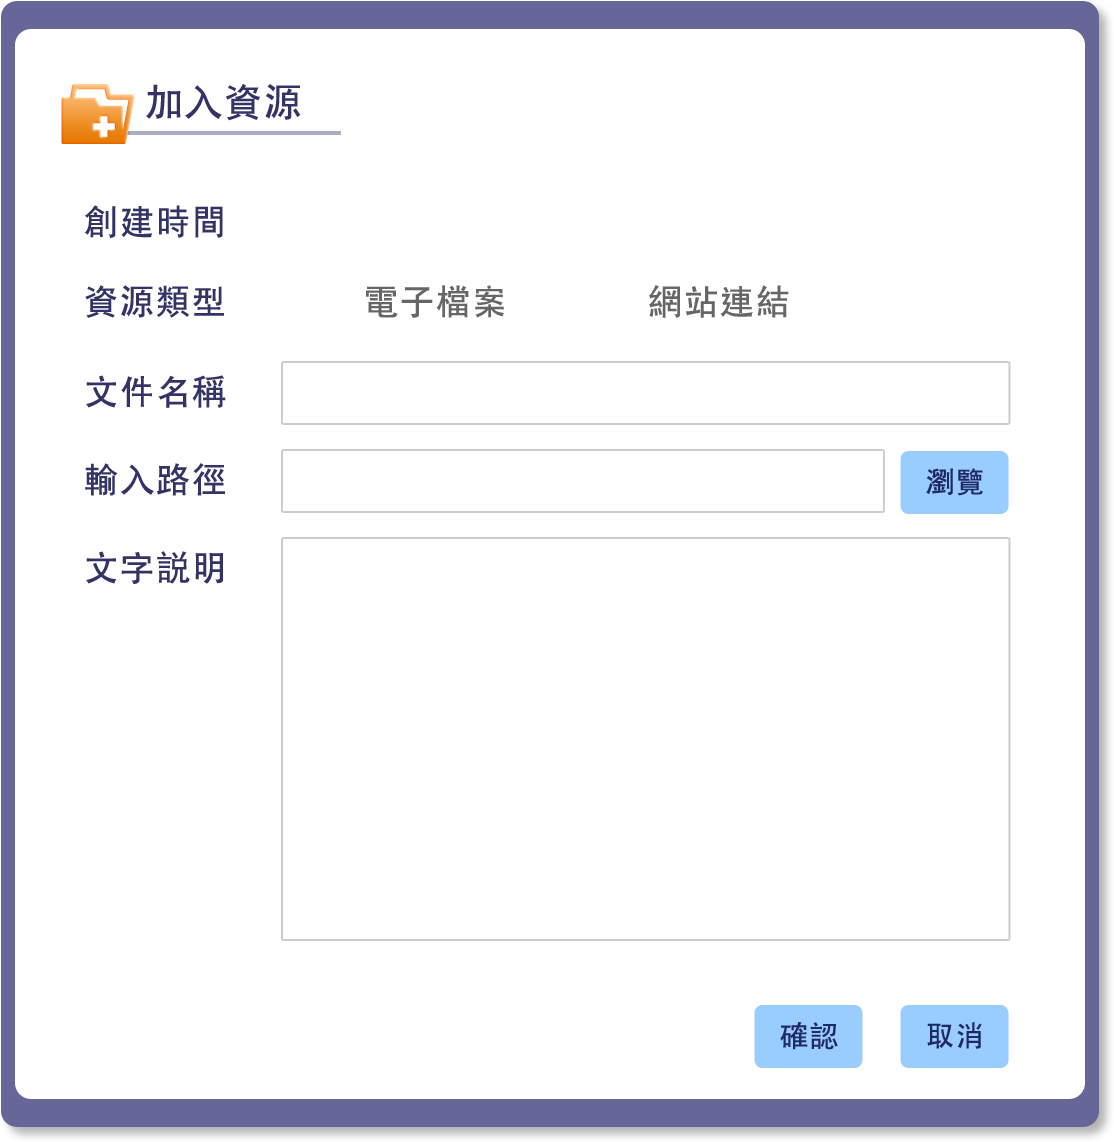 加入資源
創建時間
資源類型 電子檔案 網站連結
文件名稱
輸入路徑 瀏覽
文字説明
確認 取消